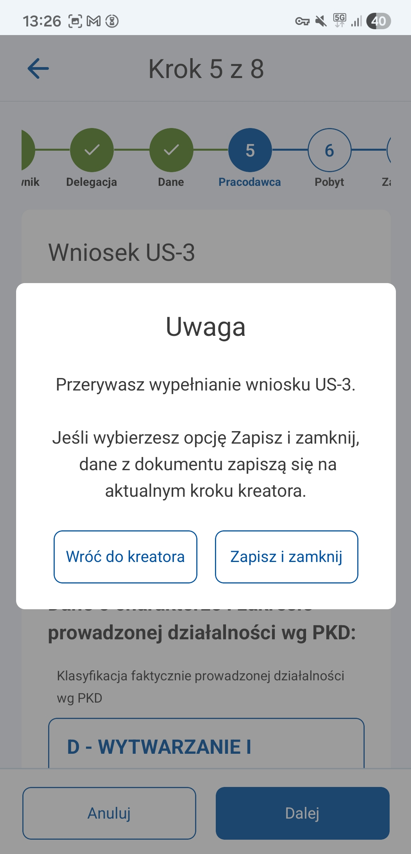 13:26
5G
40
Krok 5 z 8
5
6
wnik
Delegacja
Dane
Pracodawca
Pobyt
Za
Wniosek US-3
Uwaga
Przerywasz wypełnianie wniosku US-3.
Jeśli wybierzesz opcję Zapisz i zamknij,
dane z dokumentu zapiszą się na
aktualnym kroku kreatora.
Wróć do kreatora
Zapisz i zamknij
prowadzonej działalności wg PKD:
Klasyfikacja faktycznie prowadzonej działalności
wg PKD
D - WYTWARZANIE I
Anuluj
Dalej